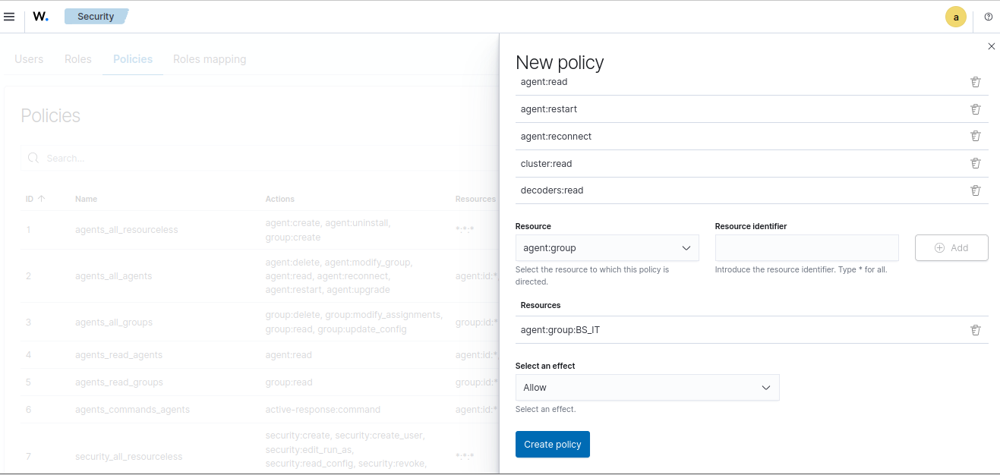 W. Security a
Users Roles Policies Roles mapping
Policies
Search...
ID Name Actions Resources
1 agents_all_resourceless agent:create, agent:uninstall, *:*:*
group:create
agent:delete, agent:modify_group,
2 agents_all_agents agent:read, agent:reconnect, agent:id:*
agent:restart, agent:upgrade
group:delete, group:modify_assignments,
3 agents_all_groups group:id:*
group:read, group:update_config
4 agents_read_agents agent:read agent:id:*
5 agents_read_groups group:read group:id:*
6 agents_commands_agents active-response:command agent:id:*
security:create, security:create_user,
security:edit_run_as,
7 security_all_resourceless *:*:*
security:read_config, security:revoke,
New policy
agent:read
agent:restart
agent:reconnect
cluster:read
decoders:read
Resource Resource identifier
agent:group Add
Select the resource to which this policy is
directed.
Introduce the resource identifier. Type * for all.
Resources
agent:group:BS_IT
Select an effect
Allow
Select an effect.
Create policy